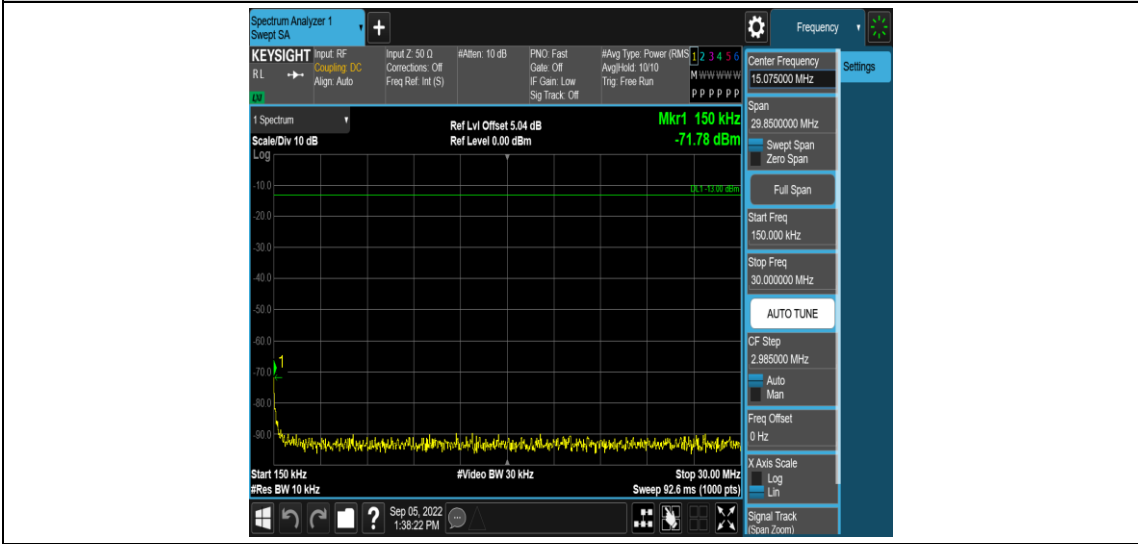 Spectrum Analyzer 1
Swept SA
+
Frequency
KEYSIGHT
RL
LXI
Input: RF
Coupling: DC
Align: Auto
Input Z: 50 Ω
Corrections: Off
Freq Ref: Int (S)
#Atten: 10 dB
PNO: Fast
Gate: Off
IF Gain: Low
Sig Track: Off
#Avg Type: Power (RMS
Avg|Hold: 10/10
Trig: Free Run
1 2 3 4 5 6
M W W W W W
P P P P P P
1 Spectrum
Scale/Div 10 dB
Log
Ref Lvl Offset 5.04 dB
Ref Level 0.00 dBm
Mkr1 150 kHz
-71.78 dBm
DL1 -13.00 dBm
-10.0
-20.0
-30.0
-40.0
-50.0
-60.0
-70.0
-80.0
-90.0
1
Start 150 kHz
#Res BW 10 kHz
#Video BW 30 kHz
Stop 30.00 MHz
Sweep 92.6 ms (1000 pts)
?
Sep 05, 2022
1:38:22 PM
Center Frequency
15.075000 MHz
Settings
Span
29.8500000 MHz
Swept Span
Zero Span
Full Span
Start Freq
150.000 kHz
Stop Freq
30.000000 MHz
AUTO TUNE
CF Step
2.985000 MHz
Auto
Man
Freq Offset
0 Hz
X Axis Scale
Log
Lin
Signal Track
(Span Zoom)